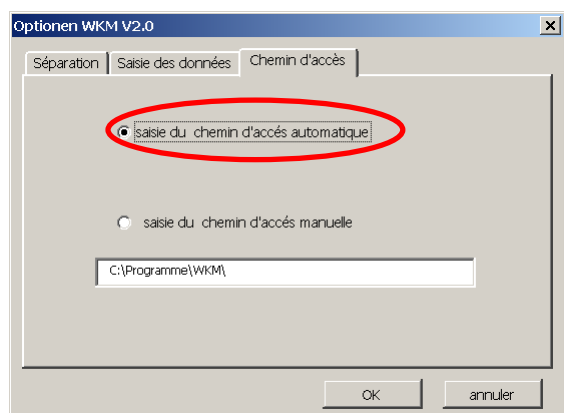 Optionen WKM V2.0
Séparation Saisie des données Chemin d'accès
saisie du chemin d'accés automatique
saisie du chemin d'accés manuelle
C:\Programme\WKM\
OK annuler